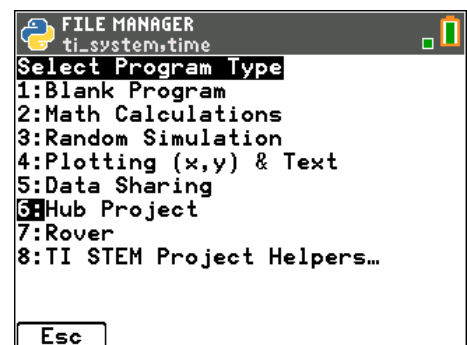 FILE MANAGER
ti_system,time
Select Program Type
1:Blank Program
2:Math Calculations
3:Random Simulation
4:Plotting (x,y) & Text
5:Data Sharing
6:Hub Project
7:Rover
8:TI STEM Project Helpers…
Esc